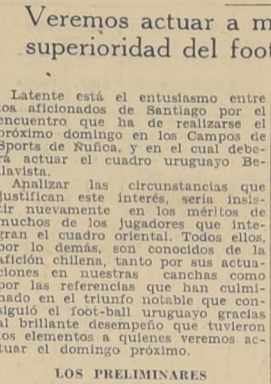 Veremos actuar a m
superioridad del foot
Latente está el entusiasmo entre
los aficionados de Santiago por el
encuentro que ha de realizarse el
próximo domingo en los Campos de
Sports de Ñuñoa, y en el cual debe-
rá actuar el cuadro uruguayo Be-
llavista.
Analizar las circunstancias que
justifican este interés, sería insis-
tir nuevamente en los méritos de
muchos de los jugadores que inte-
gran el cuadro oriental. Todos ellos,
por lo demás, son conocidos de la
afición chilena, tanto por sus actua-
ciones en nuestras canchas como
por las referencias que han culmi-
nado en el triunfo notable que con-
siguió el foot-ball uruguayo gracias
al brillante desempeño que tuvieron
los elementos a quienes veremos ac-
tuar el domingo próximo.
LOS PRELIMINARES